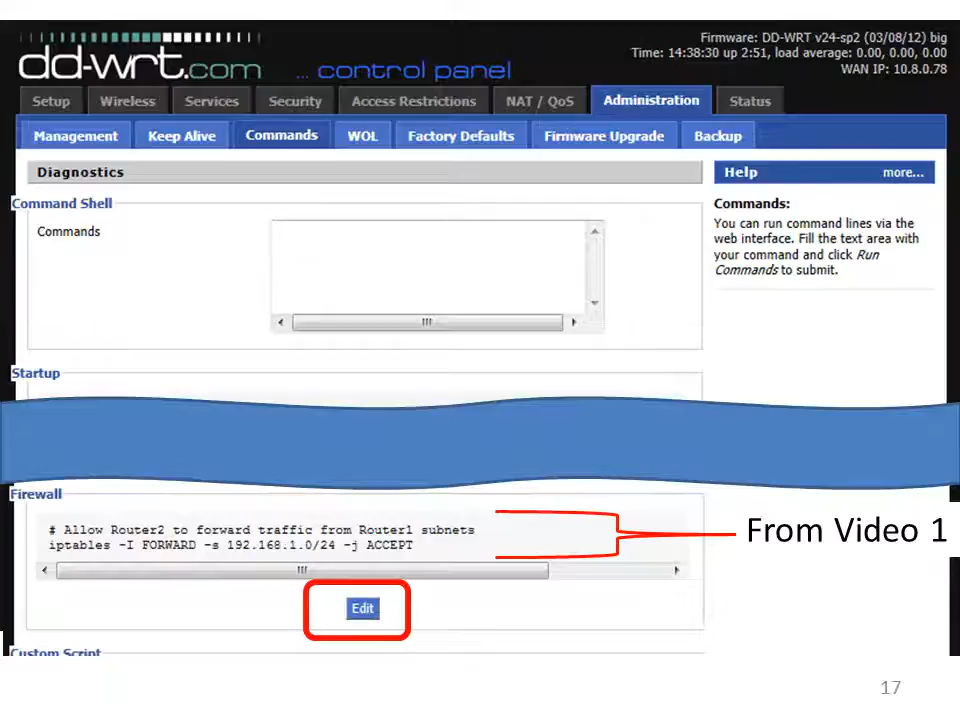 Firmware: DD-WRT v24-sp2 (03/08/12) big
Time: 14:38:30 up 2:51, load average: 0.00, 0.00, 0.00
WAN IP: 10.8.0.78
dd-wrt.com ... control panel
Setup Wireless Services Security Access Restrictions NAT / QoS Administration Status
Management Keep Alive Commands WOL Factory Defaults Firmware Upgrade Backup
Diagnostics
Command Shell
Commands
Help more...
Commands:
You can run command lines via the
web interface. Fill the text area with
your command and click Run
Commands to submit.
Startup
Firewall
# Allow Router2 to forward traffic from Router1 subnets
iptables -I FORWARD -s 192.168.1.0/24 -j ACCEPT
From Video 1
Edit
Custom Script
17